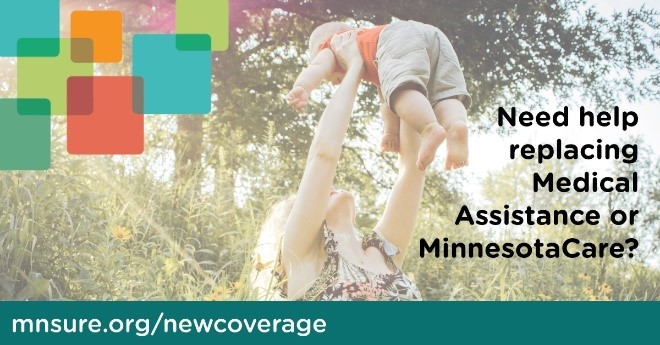 Need help
replacing
Medical
Assistance or
MinnesotaCare?
mnsure.org/newcoverage